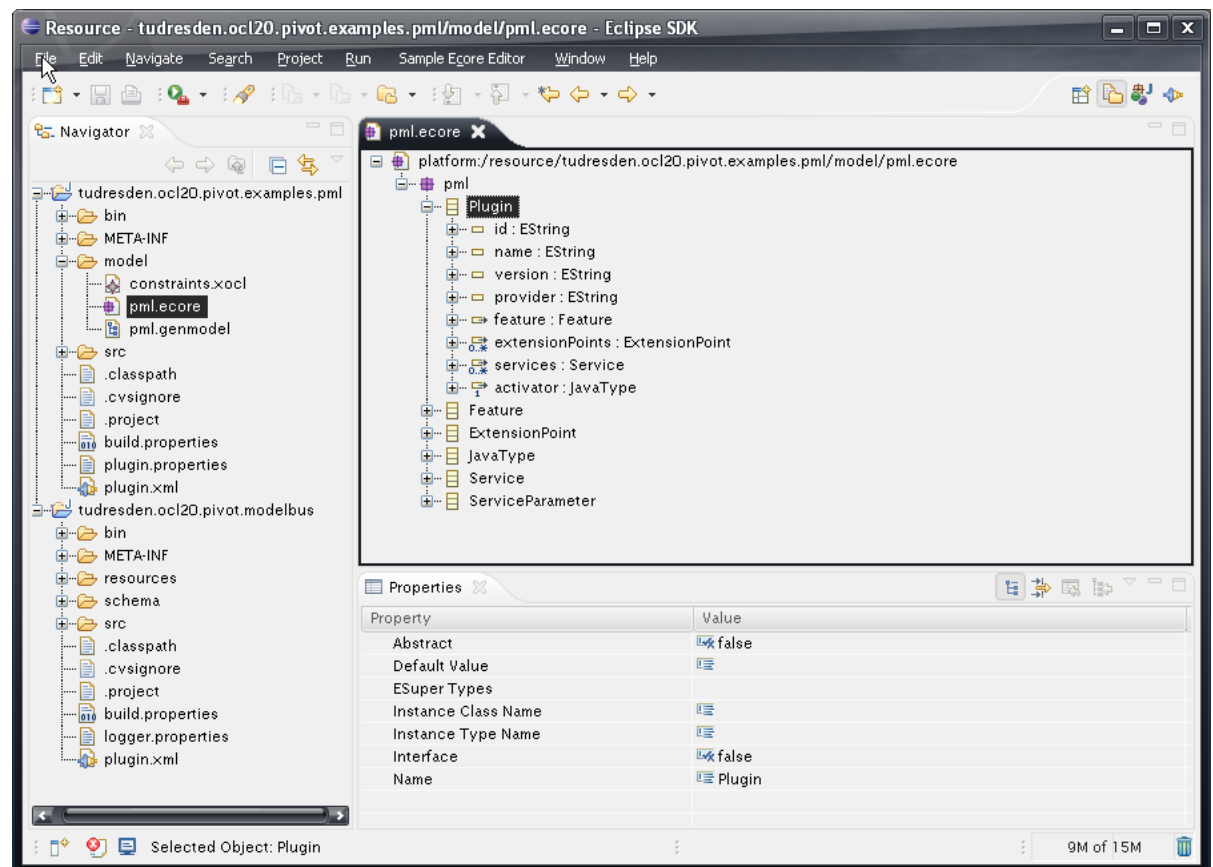 Resource - tudresden.ocl20.pivot.examples.pml/model/pml.ecore - Eclipse SDK
File Edit Navigate Search Project Run Sample Ecore Editor Window Help
Navigator
tudresden.ocl20.pivot.examples.pml
bin
META-INF
model
constraints.xocl
pml.ecore
pml.genmodel
src
.classpath
.cvsignore
.project
build.properties
plugin.properties
plugin.xml
tudresden.ocl20.pivot.modelbus
bin
META-INF
resources
schema
src
.classpath
.cvsignore
.project
build.properties
logger.properties
plugin.xml
pml.ecore
platform:/resource/tudresden.ocl20.pivot.examples.pml/model/pml.ecore
pml
Plugin
id : EString
name : EString
version : EString
provider : EString
feature : Feature
0..* extensionPoints : ExtensionPoint
0..* services : Service
1 activator : JavaType
Feature
ExtensionPoint
JavaType
Service
ServiceParameter
Properties
Property Value
Abstract false
Default Value
ESuper Types
Instance Class Name
Instance Type Name
Interface false
Name Plugin
Selected Object: Plugin
9M of 15M